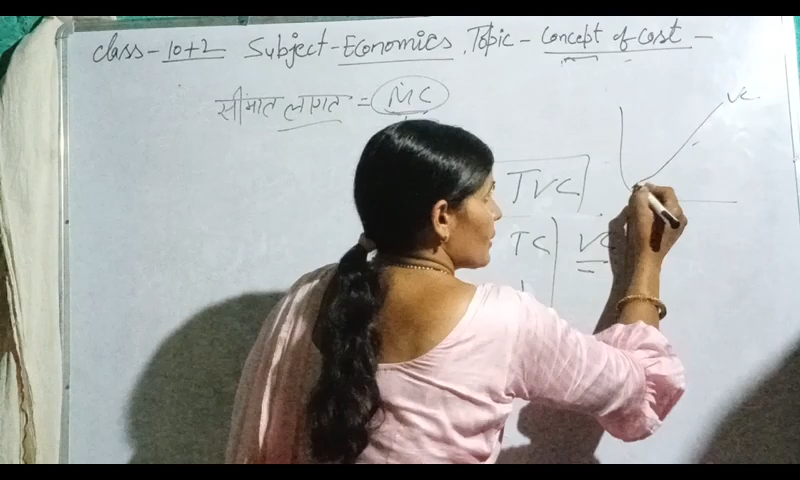 Class - 10+2 Subject - Economics. Topic - Concept of Cost -
सीमांत लागत = MC
VC
TVC
TC VC